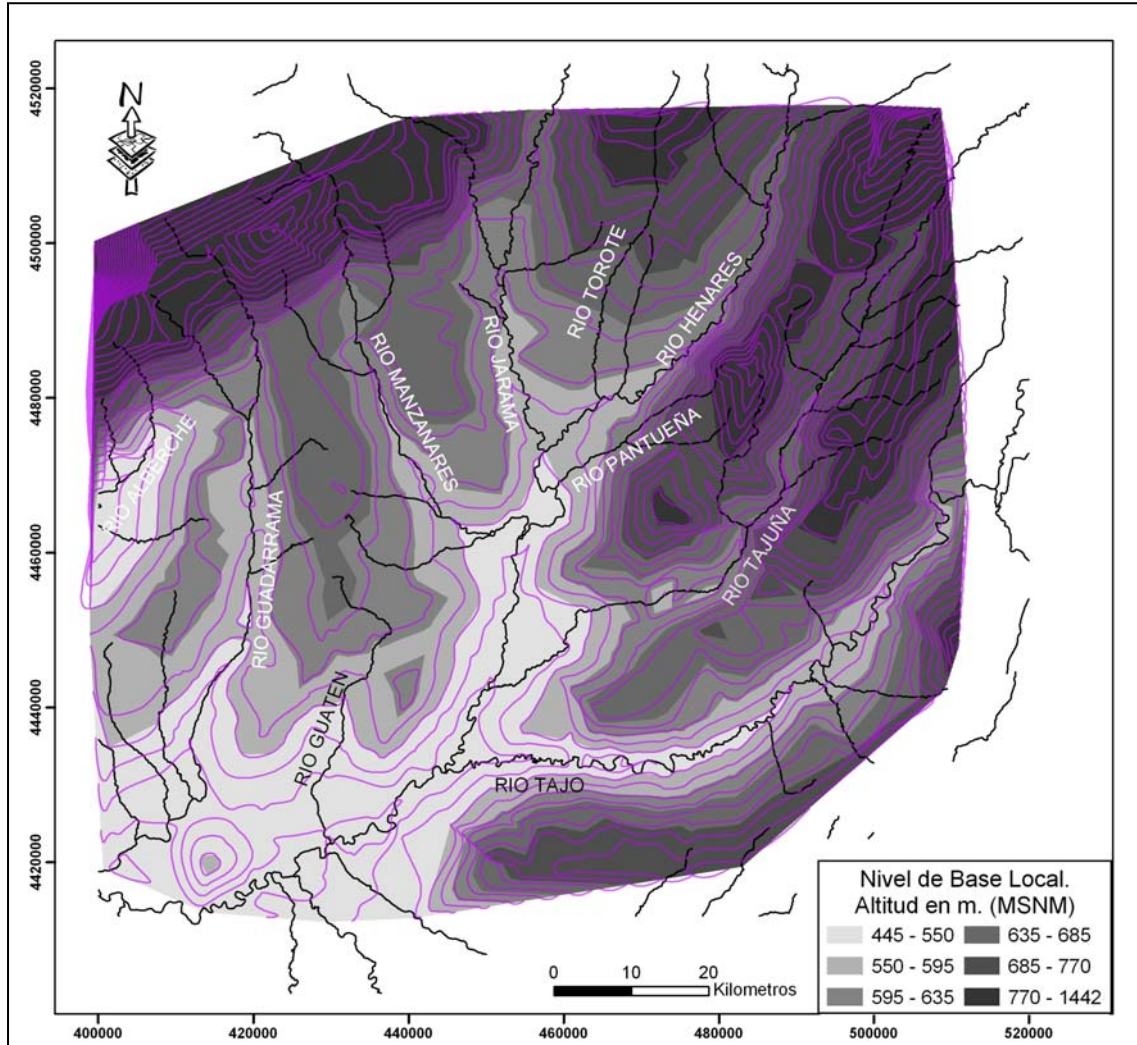 N
4520000
4500000
4480000
4460000
4440000
4420000
RIO TOROTE
RIO HENARES
RIO JARAMA
RIO MANZANARES
RIO PANTUEÑA
RIO ALBERCHE
RIO GUADARRAMA
RIO TAJUÑA
RIO GUATEN
RIO TAJO
Nivel de Base Local.
Altitud en m. (MSNM)
445 - 550 635 - 685
550 - 595 685 - 770
595 - 635 770 - 1442
0 10 20
Kilometros
400000 420000 440000 460000 480000 500000 520000